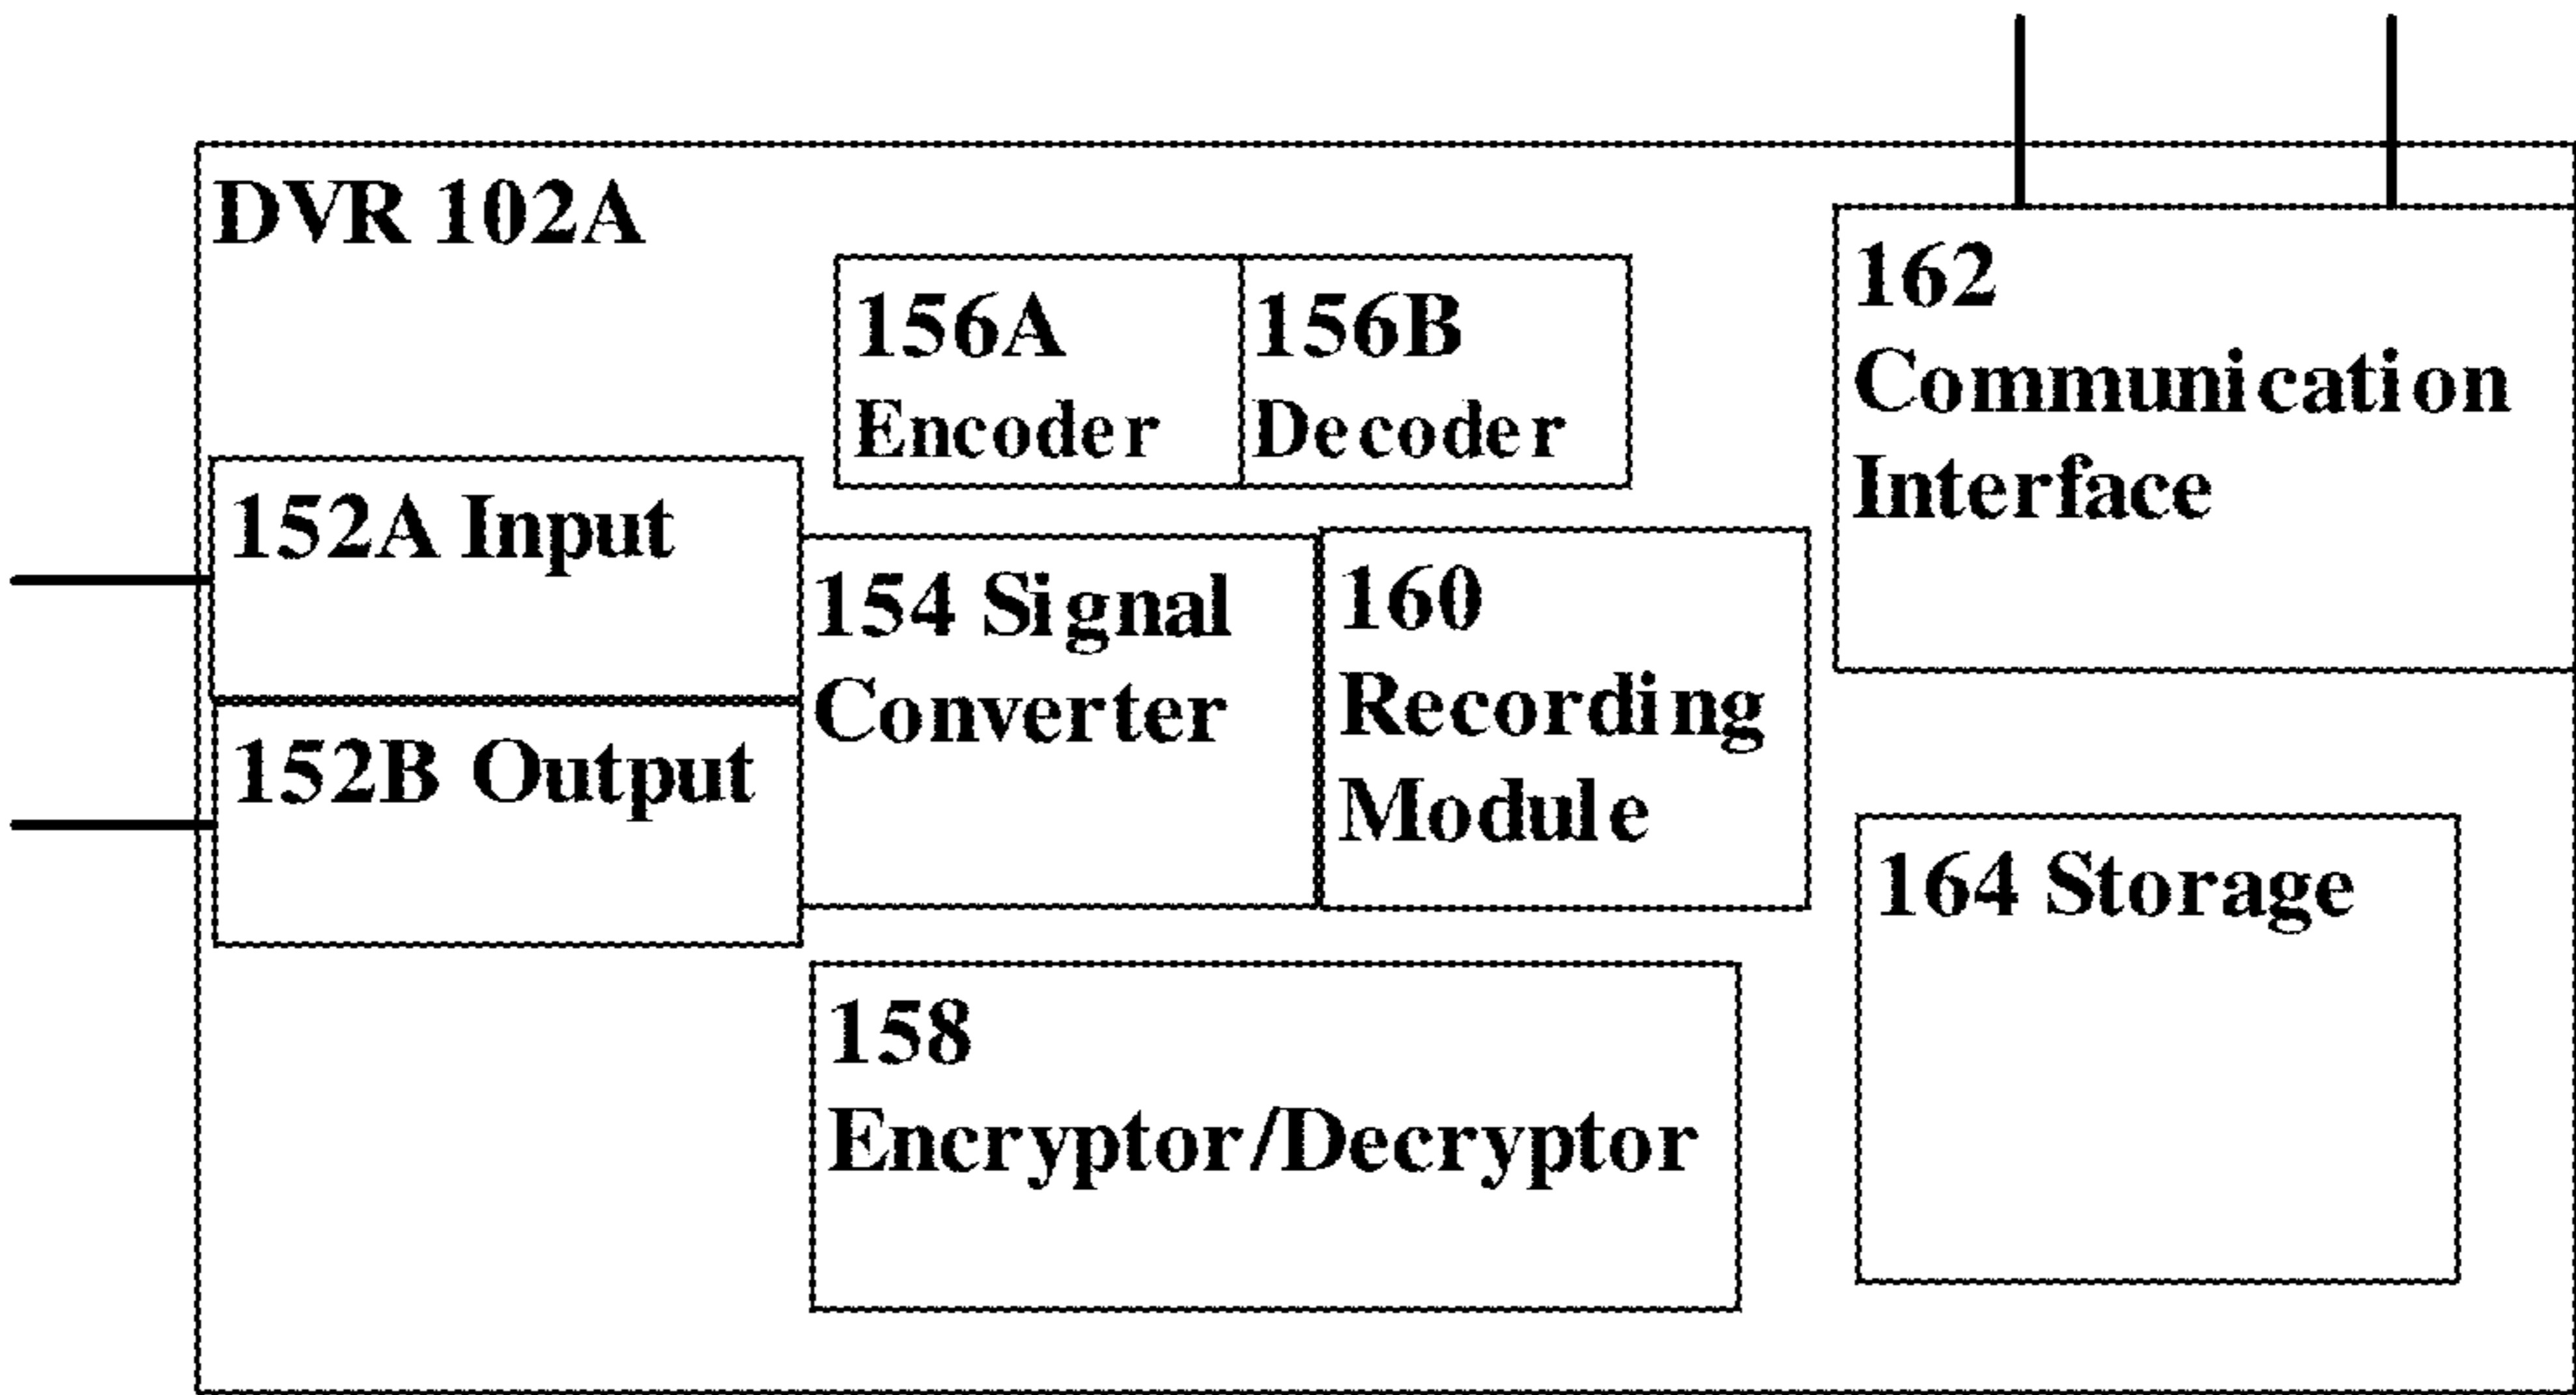 DVR 102A
156A
Encoder
156B
Decoder
162
Communication
Interface
152A Input
154 Signal
Converter
160
Recording
Module
152B Output
164 Storage
158
Encryptor/Decryptor